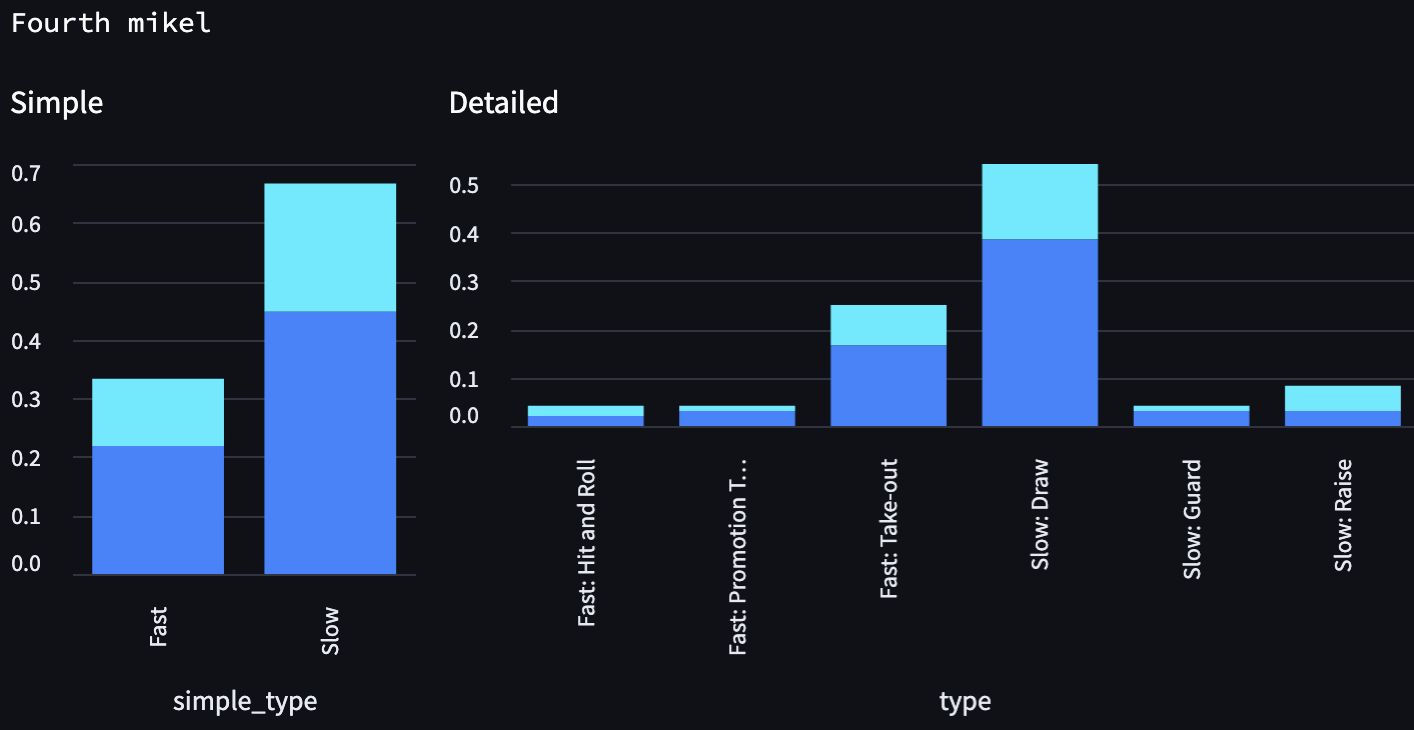 Fourth mikel
Simple
0.7
0.6
0.5
0.4
0.3
0.2
0.1
0.0
Fast
Slow
simple_type
Detailed
0.5
0.4
0.3
0.2
0.1
0.0
Fast: Hit and Roll
Fast: Promotion T...
Fast: Take-out
Slow: Draw
Slow: Guard
Slow: Raise
type